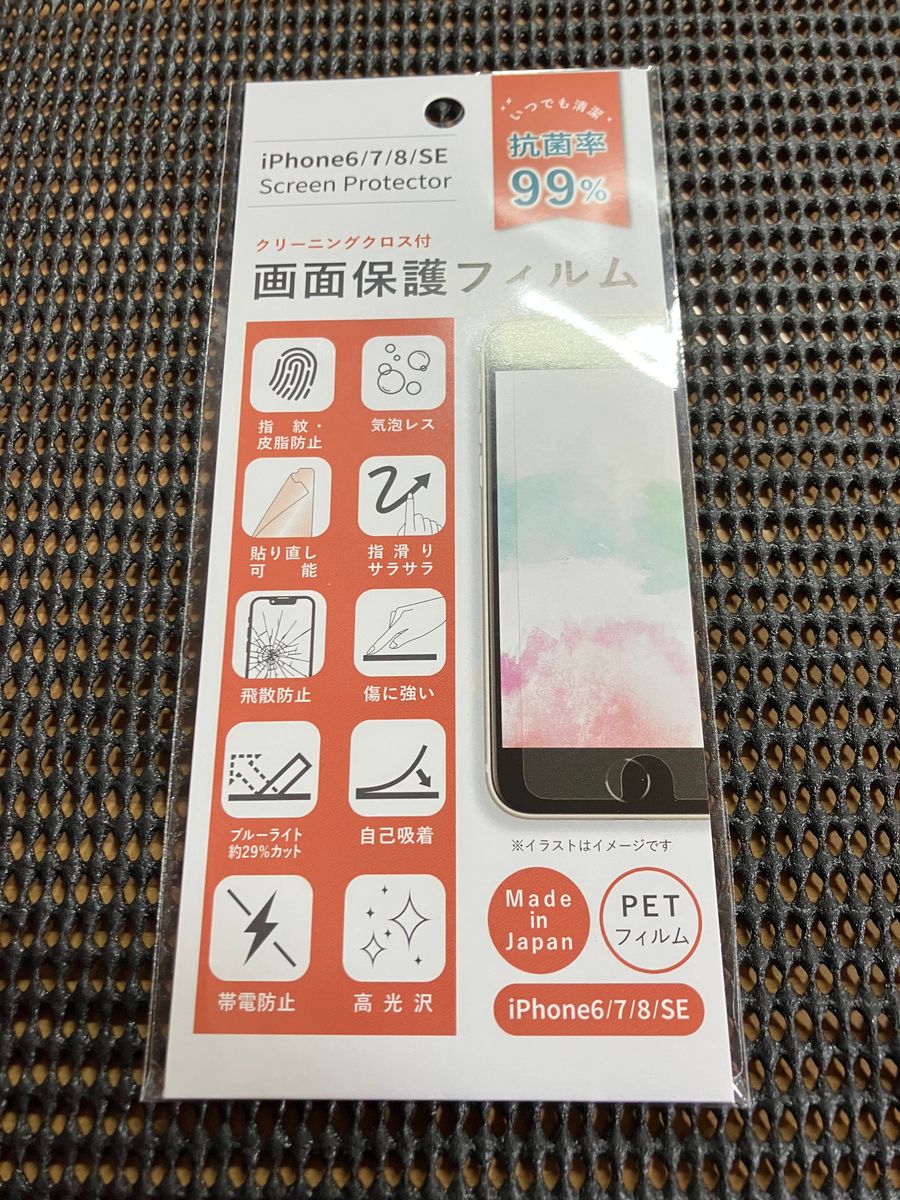 いつでも清潔
抗菌率
99%
iPhone6/7/8/SE
Screen Protector
クリーニングクロス付
画面保護フィルム
指紋・
皮脂防止
気泡レス
貼り直し
可能
指滑り
サラサラ
飛散防止
傷に強い
ブルーライト
約29%カット
自己吸着
帯電防止
高光沢
※イラストはイメージです
Made
in
Japan
PET
フィルム
iPhone6/7/8/SE